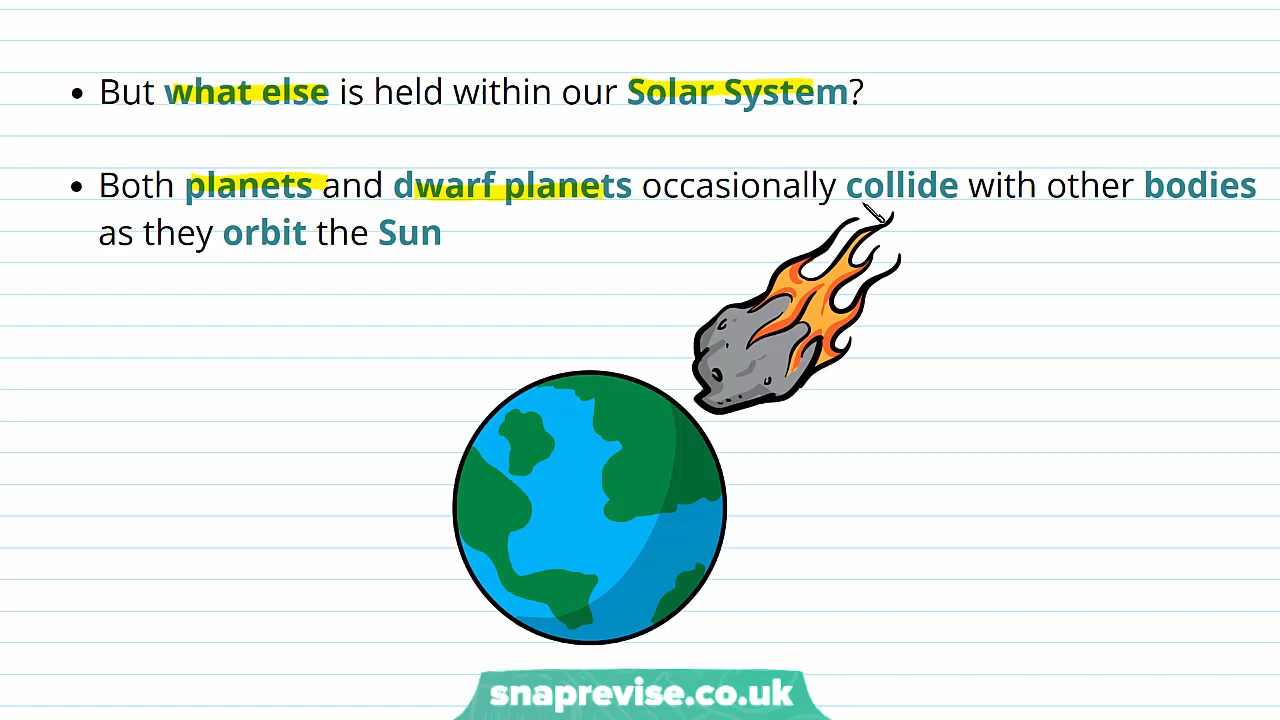 • But what else is held within our Solar System?
• Both planets and dwarf planets occasionally collide with other bodies
as they orbit the Sun
snaprevise.co.uk